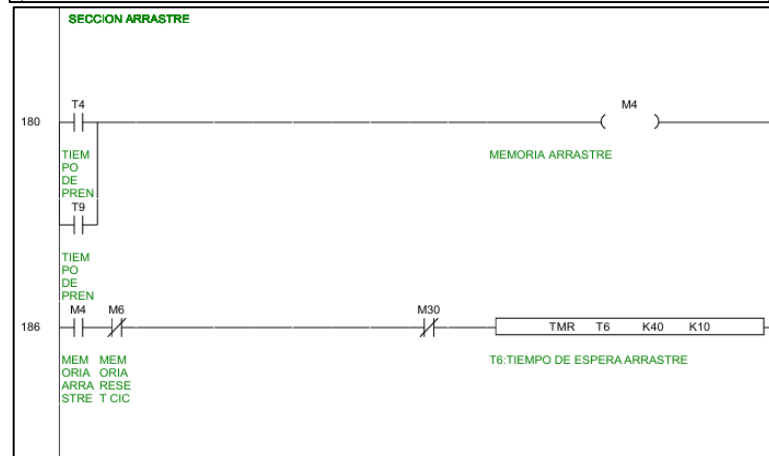 SECCION ARRASTRE
T4
M4
180
TIEM
PO
DE
PREN
MEMORIA ARRASTRE
T9
TIEM
PO
DE
PREN
M4 M6 M30
186
TMR T6 K40 K10
MEM MEM
ORIA ORIA
ARRA RESE
STRE T CIC
T6:TIEMPO DE ESPERA ARRASTRE